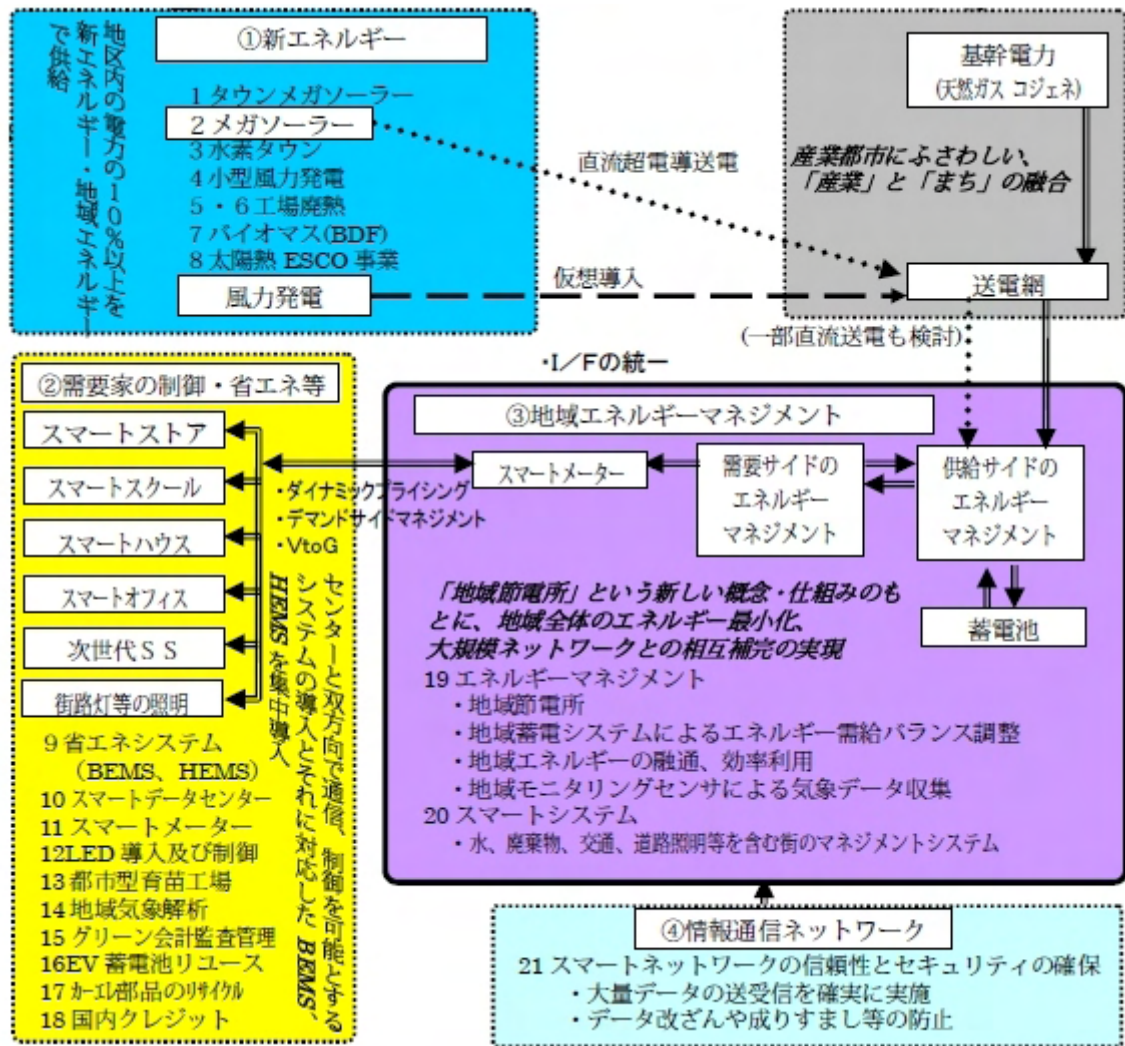 ①新エネルギー
地区内の電力の10%以上を
新エネルギー・地域エネルギー
で供給
1 タウンメガソーラー
2 メガソーラー
3 水素タウン
4 小型風力発電
5・6工場廃熱
7 バイオマス(BDF)
8 太陽熱 ESCO 事業
風力発電
直流超電導送電
仮想導入
基幹電力
(天然ガス コジェネ)
産業都市にふさわしい、
「産業」と「まち」の融合
送電網
(一部直流送電も検討)
②需要家の制御・省エネ等
スマートストア
スマートスクール
スマートハウス
スマートオフィス
次世代ＳＳ
街路灯等の照明
9 省エネシステム
（BEMS、HEMS）
10 スマートデータセンター
11 スマートメーター
12LED 導入及び制御
13 都市型育苗工場
14 地域気象解析
15 グリーン会計監査管理
16EV 蓄電池リユース
17 ｶｰｴﾚ部品のﾘｻｲｸﾙ
18 国内クレジット
センターと双方向で通信、制御を可能とする
システムの導入とそれに対応した BEMS、
HEMS を集中導入
・ダイナミックプライシング
・デマンドサイドマネジメント
・VtoG
・I／Fの統一
③地域エネルギーマネジメント
スマートメーター
需要サイドの
エネルギー
マネジメント
供給サイドの
エネルギー
マネジメント
蓄電池
「地域節電所」という新しい概念・仕組みのも
とに、地域全体のエネルギー最小化、
大規模ネットワークとの相互補完の実現
19 エネルギーマネジメント
・地域節電所
・地域蓄電システムによるエネルギー需給バランス調整
・地域エネルギーの融通、効率利用
・地域モニタリングセンサによる気象データ収集
20 スマートシステム
・水、廃棄物、交通、道路照明等を含む街のマネジメントシステム
④情報通信ネットワーク
21 スマートネットワークの信頼性とセキュリティの確保
・大量データの送受信を確実に実施
・データ改ざんや成りすまし等の防止